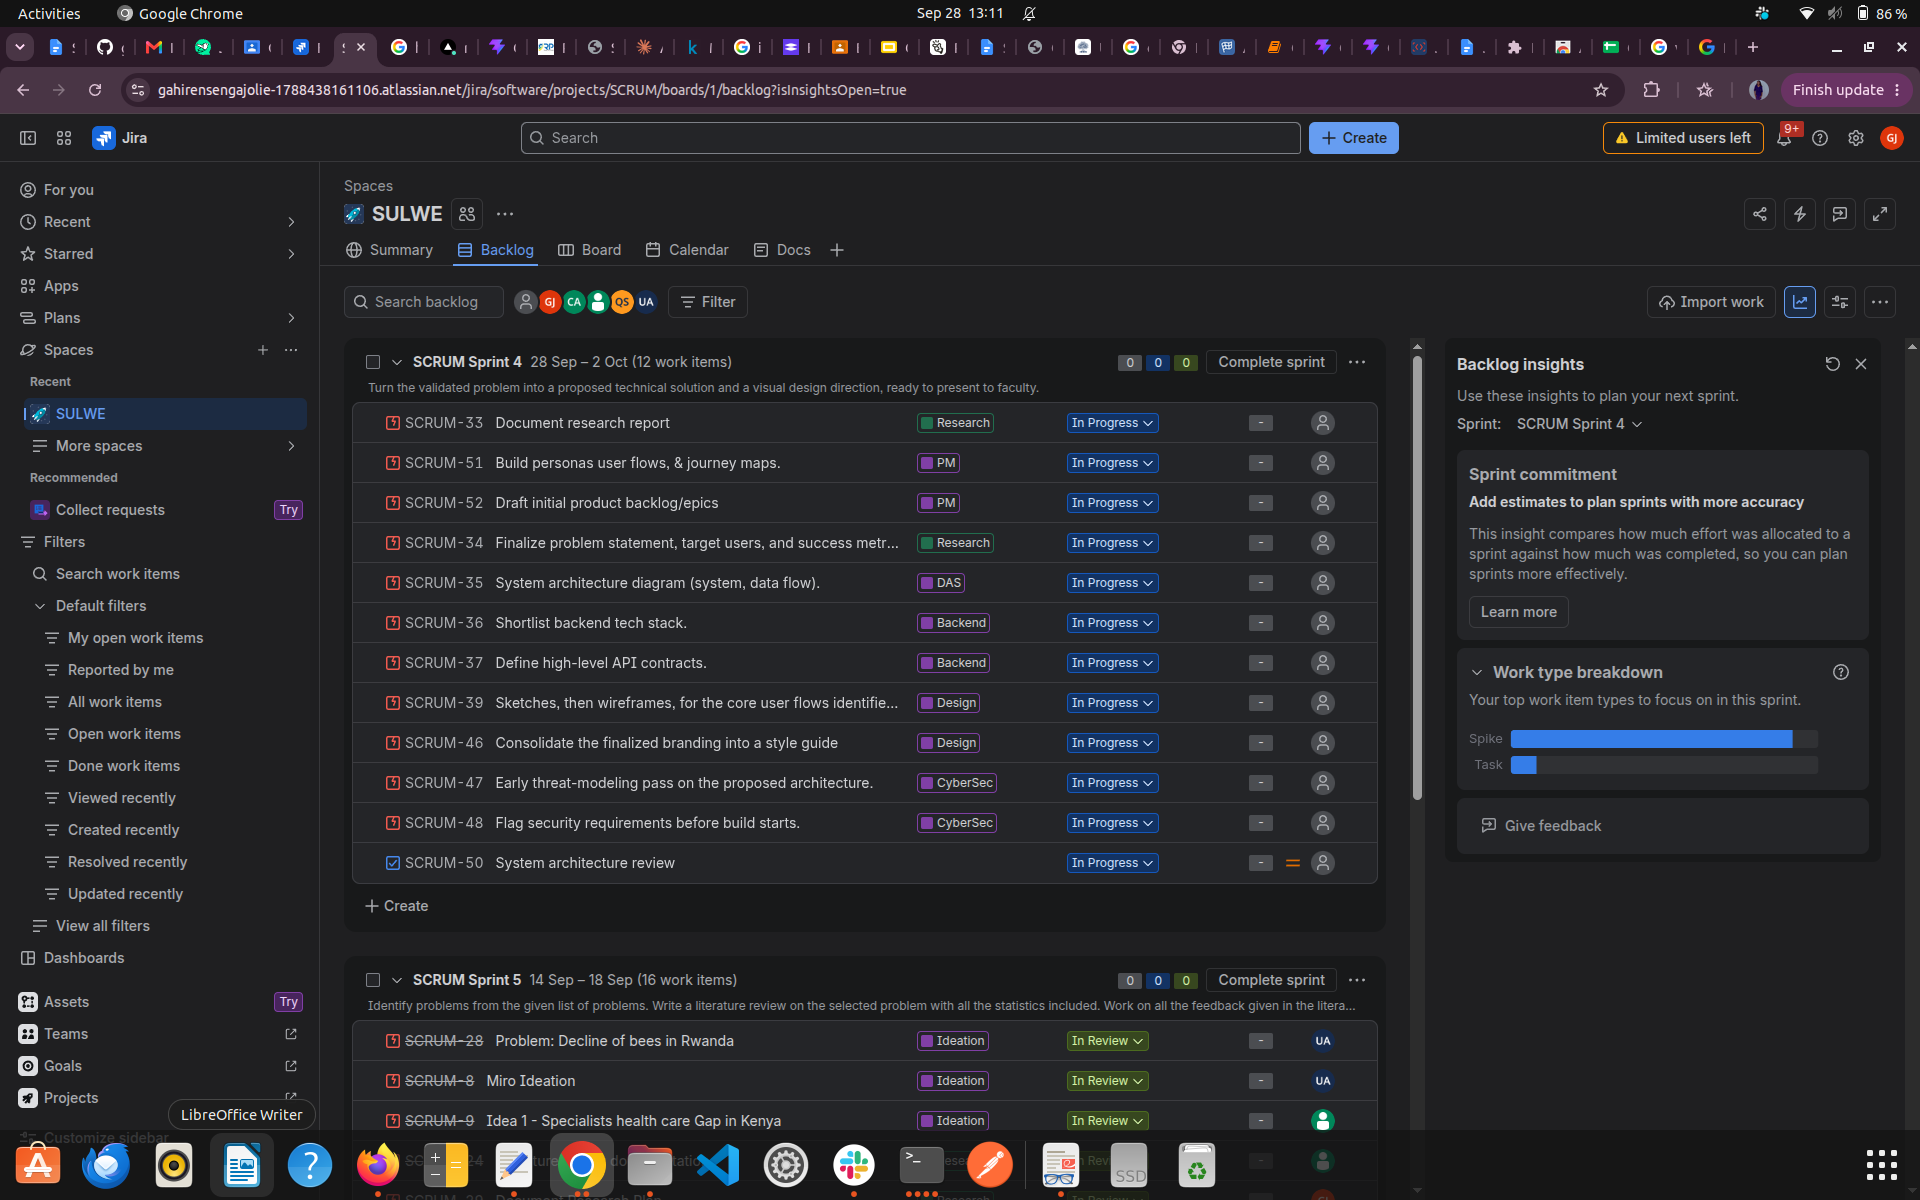 Activities
Google Chrome
Sep 28 13:11
86 %
gahirensengajolie-1788438161106.atlassian.net/jira/software/projects/SCRUM/boards/1/backlog?isInsightsOpen=true
Finish update
Jira
Search
Create
Limited users left
9+
GJ
For you
Recent
Starred
Apps
Plans
Spaces
Recent
SULWE
More spaces
Recommended
Collect requests Try
Filters
Search work items
Default filters
My open work items
Reported by me
All work items
Open work items
Done work items
Viewed recently
Created recently
Resolved recently
Updated recently
View all filters
Dashboards
Assets Try
Teams
Goals
Projects
LibreOffice Writer
Customize sidebar
Spaces
SULWE
Summary Backlog Board Calendar Docs
Search backlog
GJ CA QS UA
Filter
Import work
SCRUM Sprint 4 28 Sep – 2 Oct (12 work items) 0 0 0 Complete sprint
Turn the validated problem into a proposed technical solution and a visual design direction, ready to present to faculty.
SCRUM-33 Document research report Research In Progress -
SCRUM-51 Build personas user flows, & journey maps. PM In Progress -
SCRUM-52 Draft initial product backlog/epics PM In Progress -
SCRUM-34 Finalize problem statement, target users, and success metr... Research In Progress -
SCRUM-35 System architecture diagram (system, data flow). DAS In Progress -
SCRUM-36 Shortlist backend tech stack. Backend In Progress -
SCRUM-37 Define high-level API contracts. Backend In Progress -
SCRUM-39 Sketches, then wireframes, for the core user flows identifie... Design In Progress -
SCRUM-46 Consolidate the finalized branding into a style guide Design In Progress -
SCRUM-47 Early threat-modeling pass on the proposed architecture. CyberSec In Progress -
SCRUM-48 Flag security requirements before build starts. CyberSec In Progress -
SCRUM-50 System architecture review In Progress -
Create
SCRUM Sprint 5 14 Sep – 18 Sep (16 work items) 0 0 0 Complete sprint
Identify problems from the given list of problems. Write a literature review on the selected problem with all the statistics included. Work on all the feedback given in the litera...
SCRUM-28 Problem: Decline of bees in Rwanda Ideation In Review - UA
SCRUM-8 Miro Ideation Ideation In Review - UA
SCRUM-9 Idea 1 - Specialists health care Gap in Kenya Ideation In Review -
Backlog insights
Use these insights to plan your next sprint.
Sprint: SCRUM Sprint 4
Sprint commitment
Add estimates to plan sprints with more accuracy
This insight compares how much effort was allocated to a
sprint against how much was completed, so you can plan
sprints more effectively.
Learn more
Work type breakdown
Your top work item types to focus on in this sprint.
Spike
Task
Give feedback
SSD